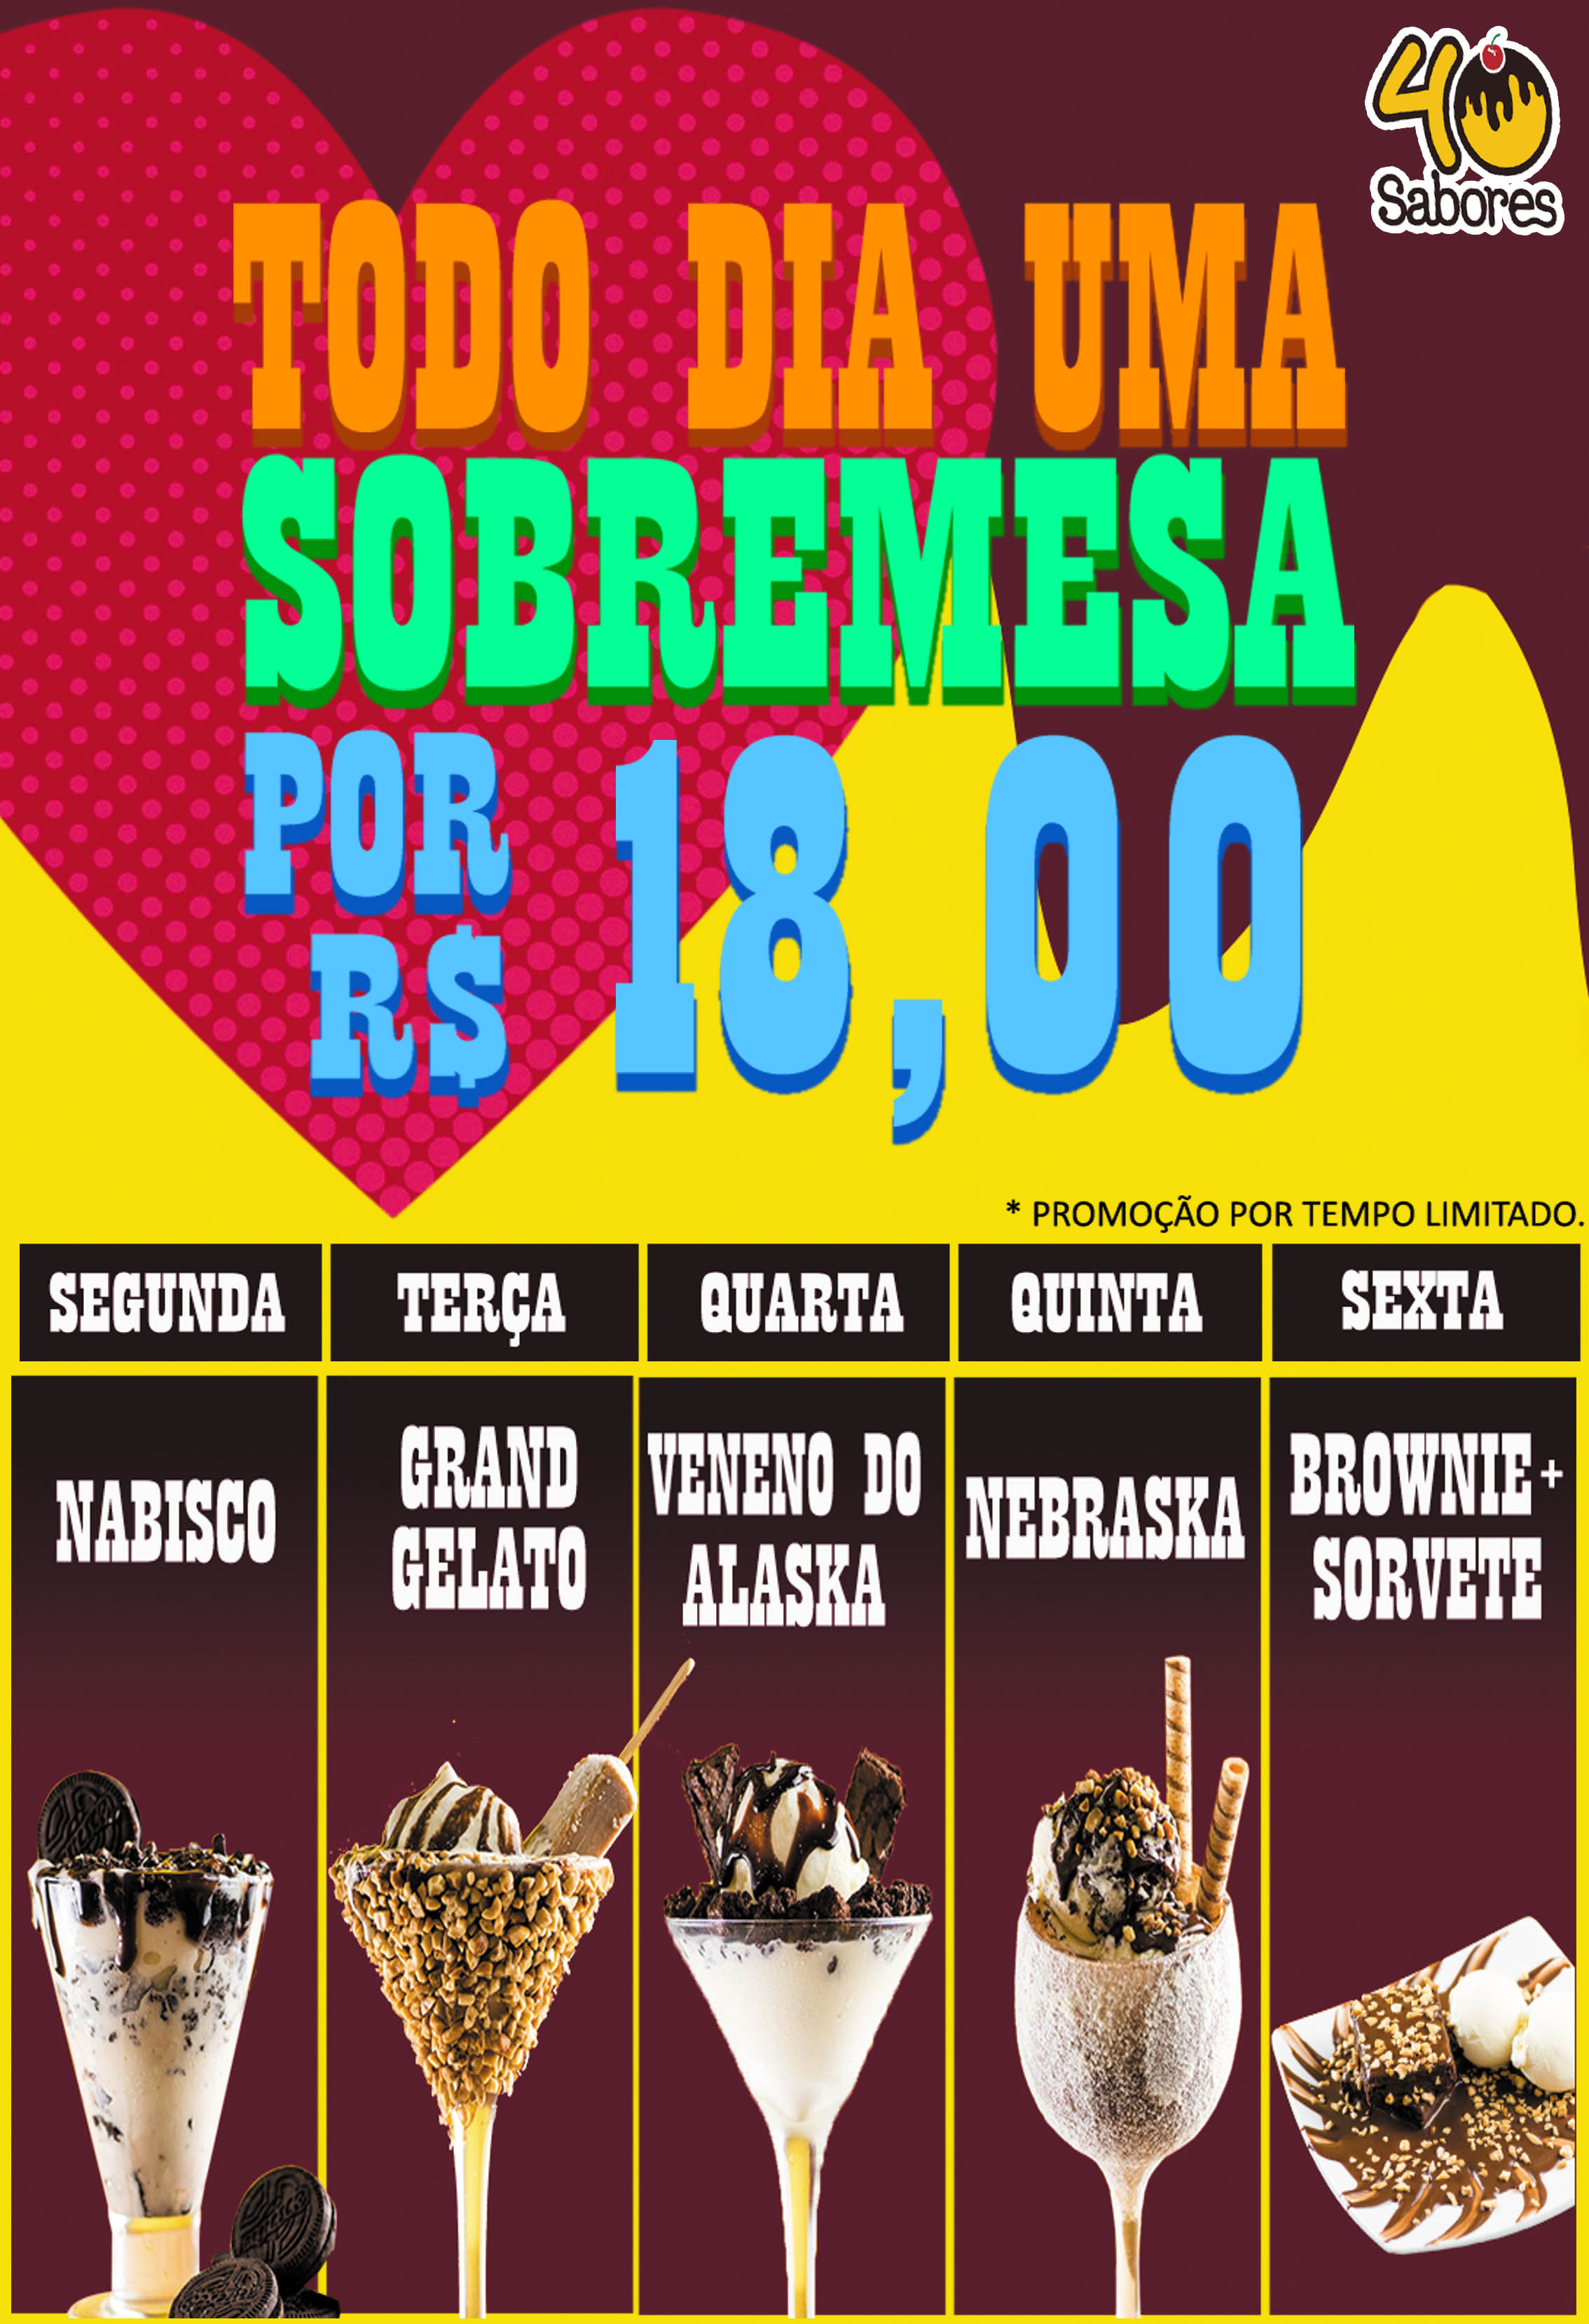 40
Sabores
TODO DIA UMA
SOBREMESA
POR
R$ 18,00
* PROMOÇÃO POR TEMPO LIMITADO.
SEGUNDA
TERÇA
QUARTA
QUINTA
SEXTA
NABISCO
GRAND
GELATO
VENENO DO
ALASKA
NEBRASKA
BROWNIE+
SORVETE